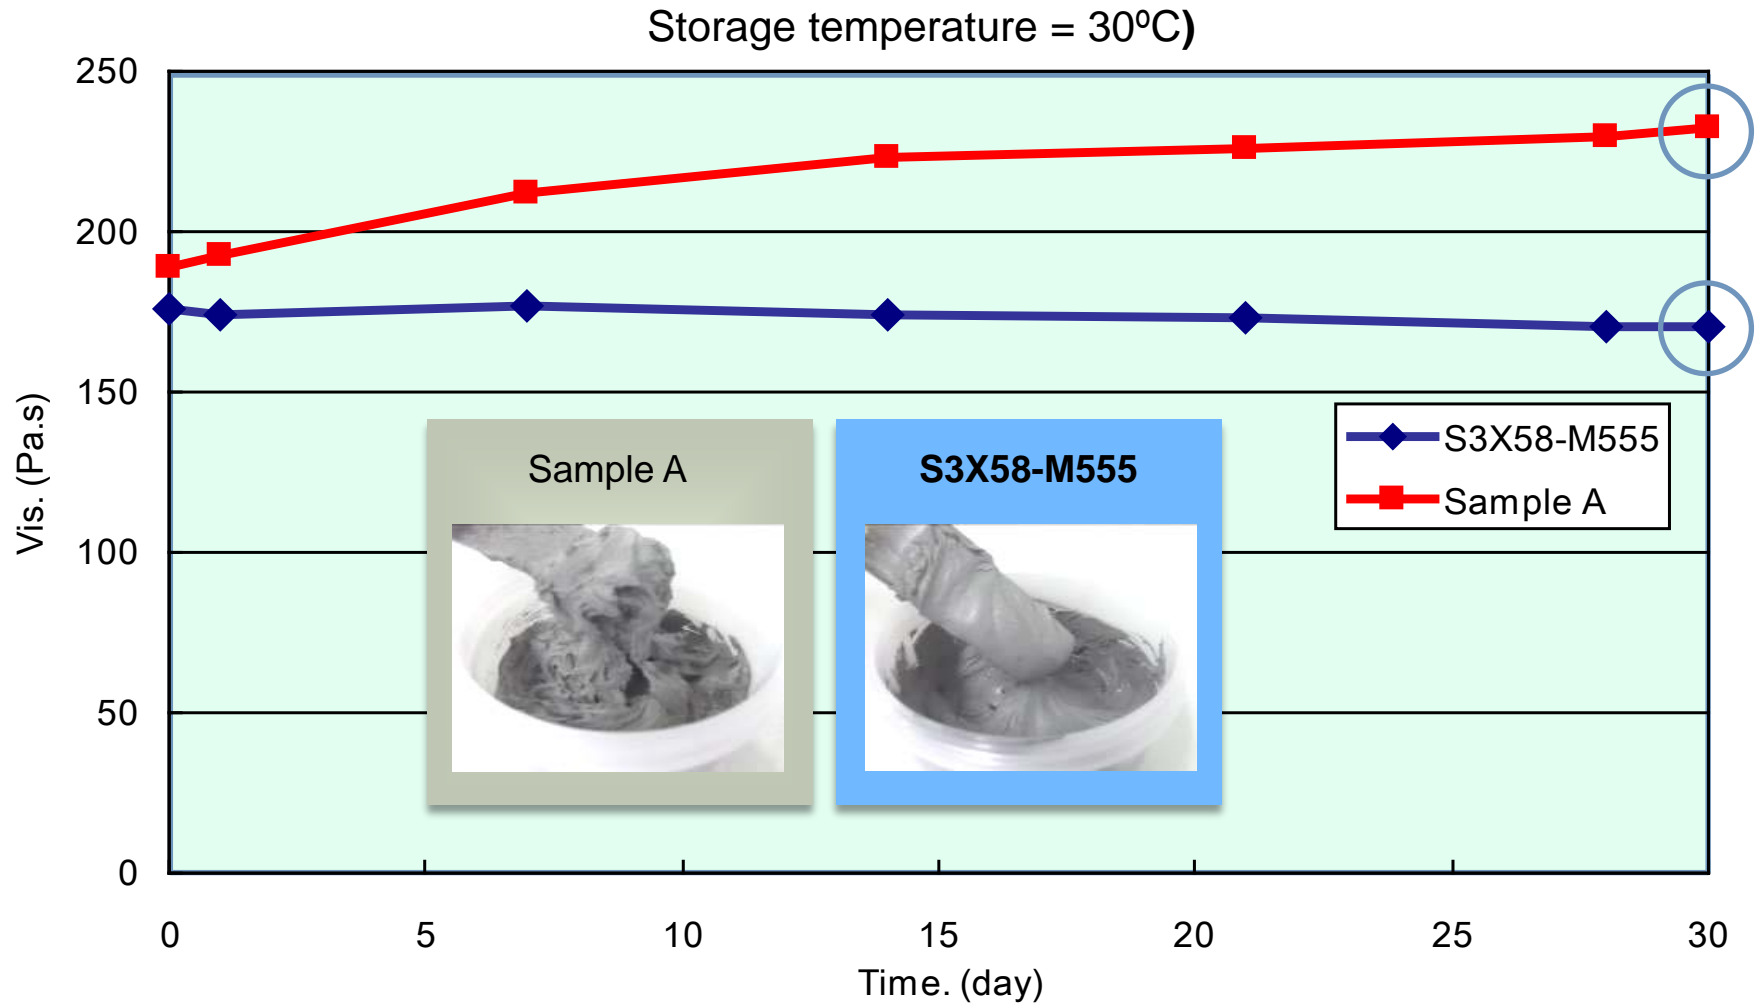 Storage temperature = 30ºC)
250
200
150
100
50
0
Vis. (Pa.s)
Sample A
S3X58-M555
S3X58-M555
Sample A
0 5 10 15 20 25 30
Time. (day)